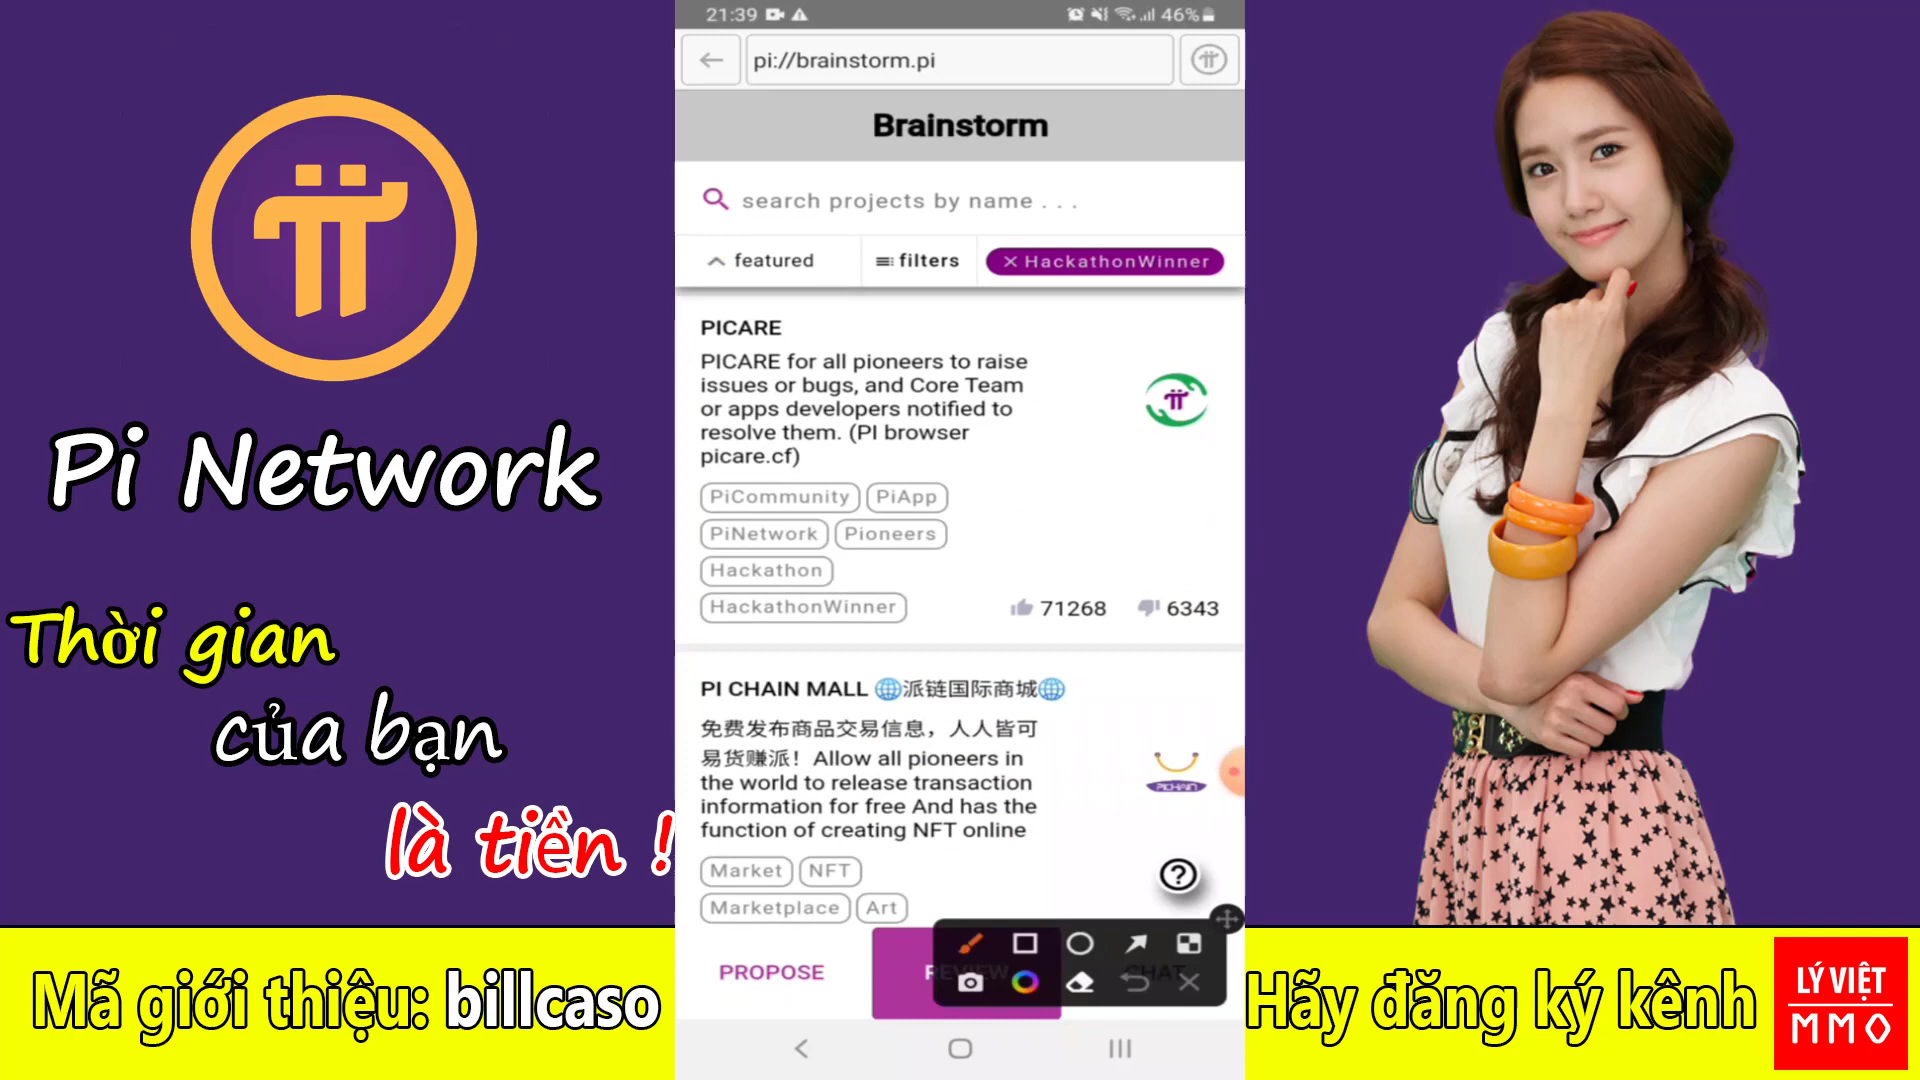 Pi Network
Thời gian
của bạn
là tiền !
Mã giới thiệu: billcaso
21:39
46%
pi://brainstorm.pi
Brainstorm
search projects by name . . .
featured
filters
HackathonWinner
PICARE
PICARE for all pioneers to raise
issues or bugs, and Core Team
or apps developers notified to
resolve them. (PI browser
picare.cf)
PiCommunity PiApp
PiNetwork Pioneers
Hackathon
HackathonWinner
71268 6343
PI CHAIN MALL 🌐派链国际商城🌐
免费发布商品交易信息，人人皆可
易货赚派！Allow all pioneers in
the world to release transaction
information for free And has the
function of creating NFT online
PICHAIN
Market NFT
Marketplace Art
PROPOSE REVIEW CHAT
Hãy đăng ký kênh
LÝ VIỆT
MMO